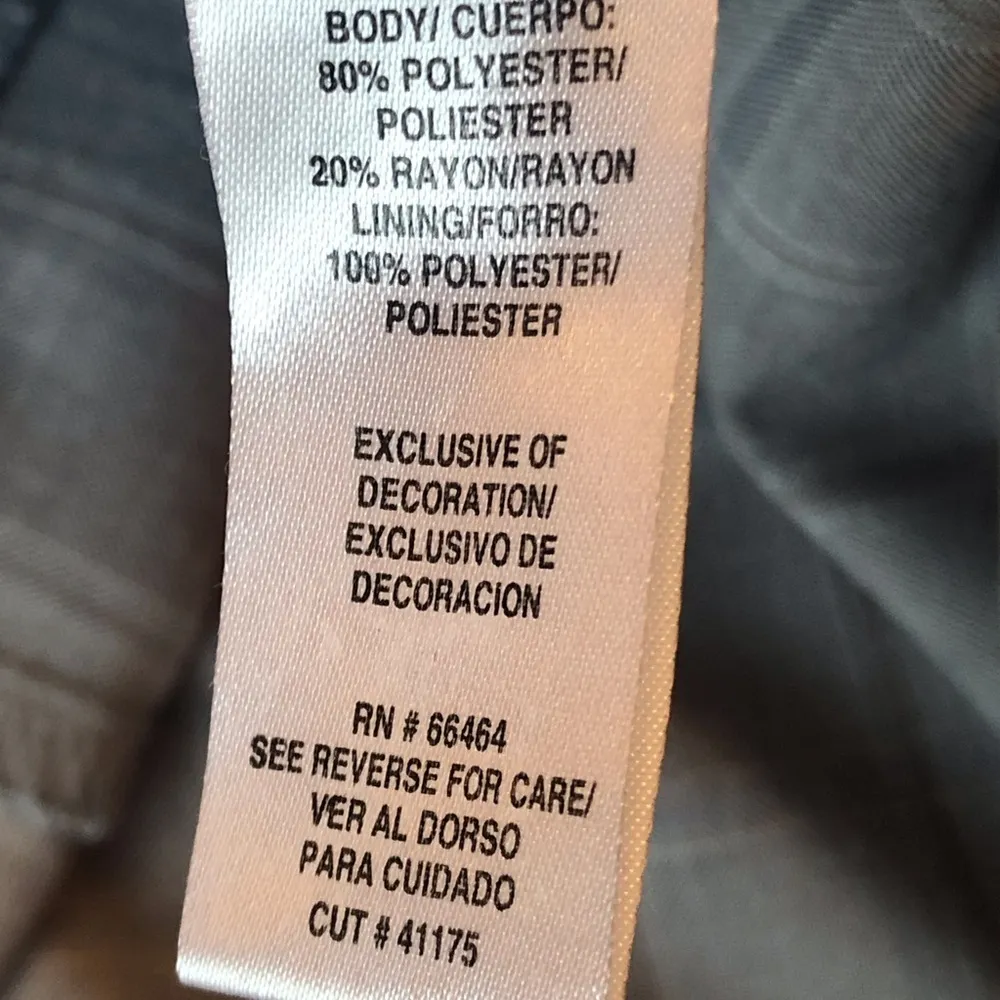 BODY/ CUERPO:
80% POLYESTER/
POLIESTER
20% RAYON/RAYON
LINING/FORRO:
100% POLYESTER/
POLIESTER
EXCLUSIVE OF
DECORATION/
EXCLUSIVO DE
DECORACION
RN # 66464
SEE REVERSE FOR CARE/
VER AL DORSO
PARA CUIDADO
CUT # 41175